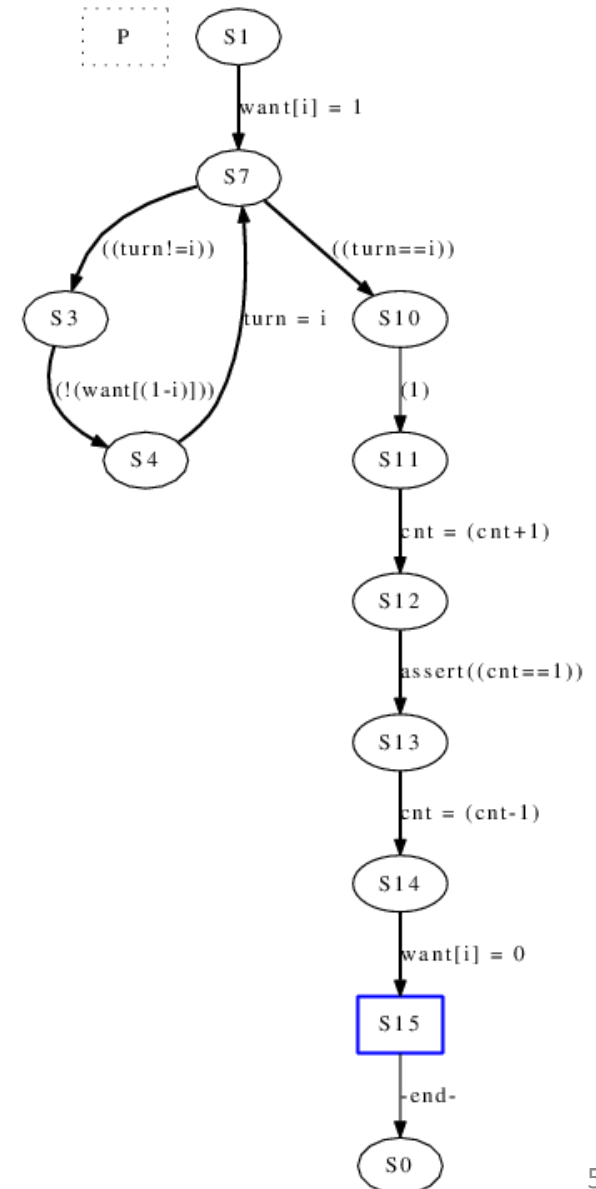 P
S1
want[i] = 1
S7
((turn!=i))
((turn==i))
S3
turn = i
S10
(!(want[(1-i)]))
(1)
S4
S11
cnt = (cnt+1)
S12
assert((cnt==1))
S13
cnt = (cnt-1)
S14
want[i] = 0
S15
-end-
S0
5